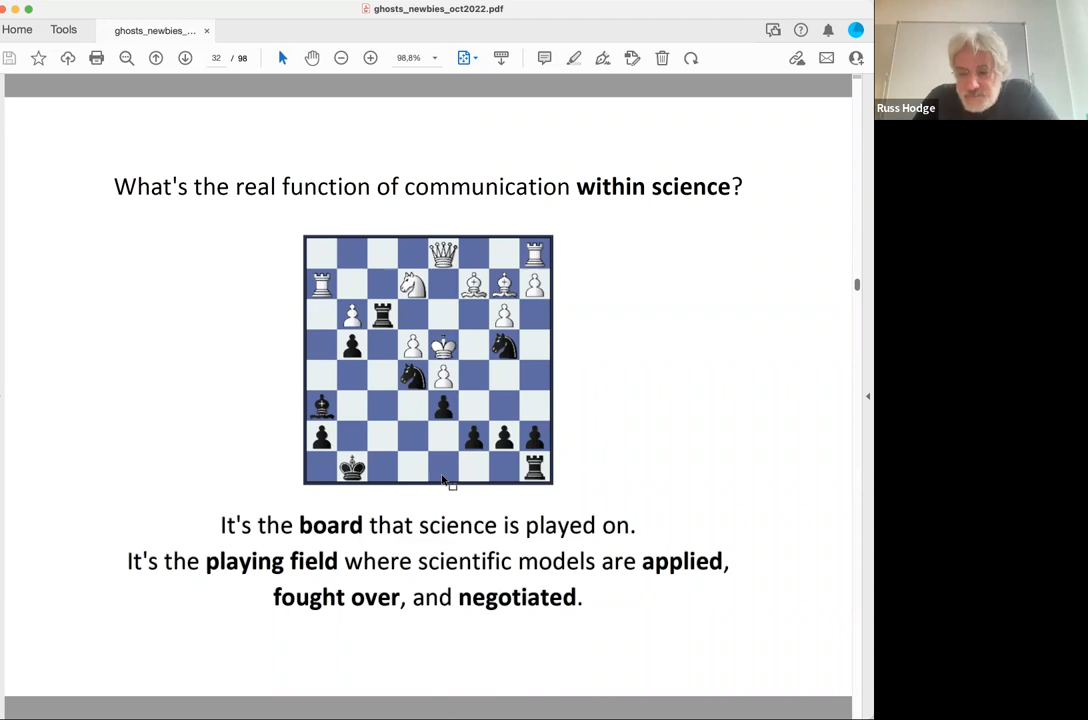 ghosts_newbies_oct2022.pdf
Home
Tools
ghosts_newbies_...
32 / 98
98,8%
Russ Hodge
What's the real function of communication within science?
It's the board that science is played on.
It's the playing field where scientific models are applied,
fought over, and negotiated.